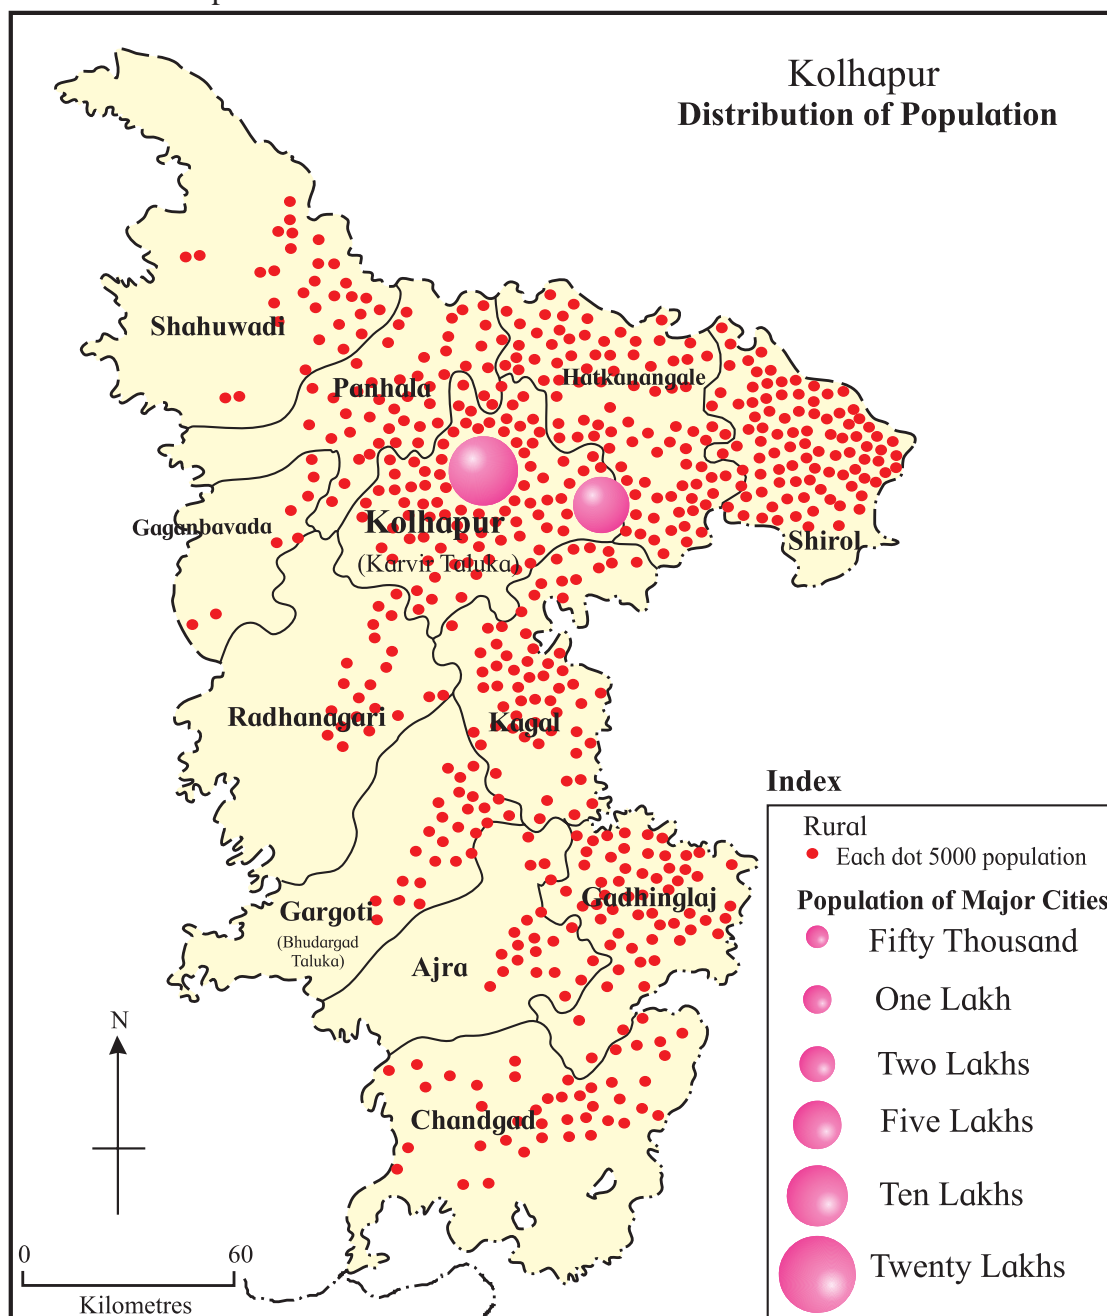 Kolhapur
Distribution of Population
Shahuwadi
Panhala
Hatkanangale
Gaganbavada
Kolhapur
(Karvir Taluka)
Shirol
Radhanagari
Kagal
Gargoti
(Bhudargad
Taluka)
Gadhinglaj
Ajra
Chandgad
N
0 60
Kilometres
Index
Rural
Each dot 5000 population
Population of Major Cities
Fifty Thousand
One Lakh
Two Lakhs
Five Lakhs
Ten Lakhs
Twenty Lakhs